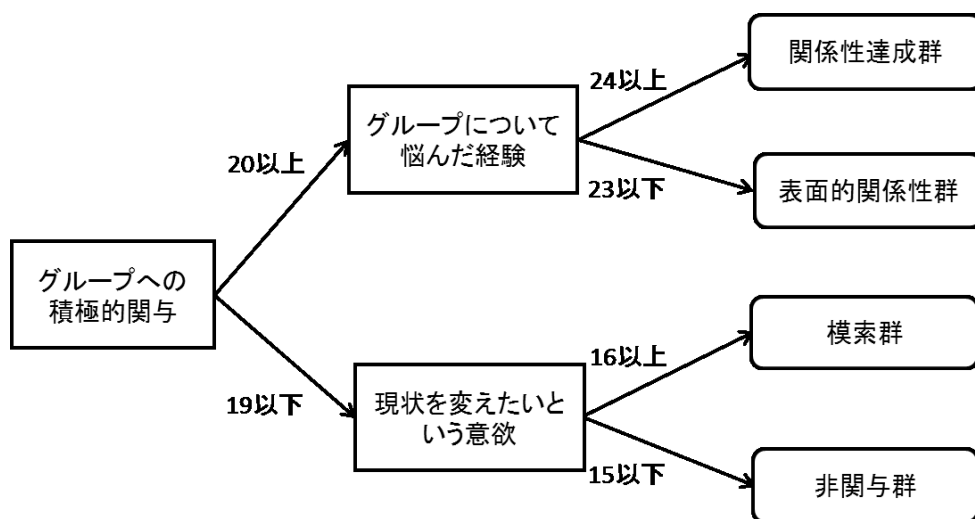 グループへの
積極的関与
20以上
19以下
グループについて
悩んだ経験
24以上
23以下
関係性達成群
表面的関係性群
現状を変えたいと
いう意欲
16以上
15以下
模索群
非関与群